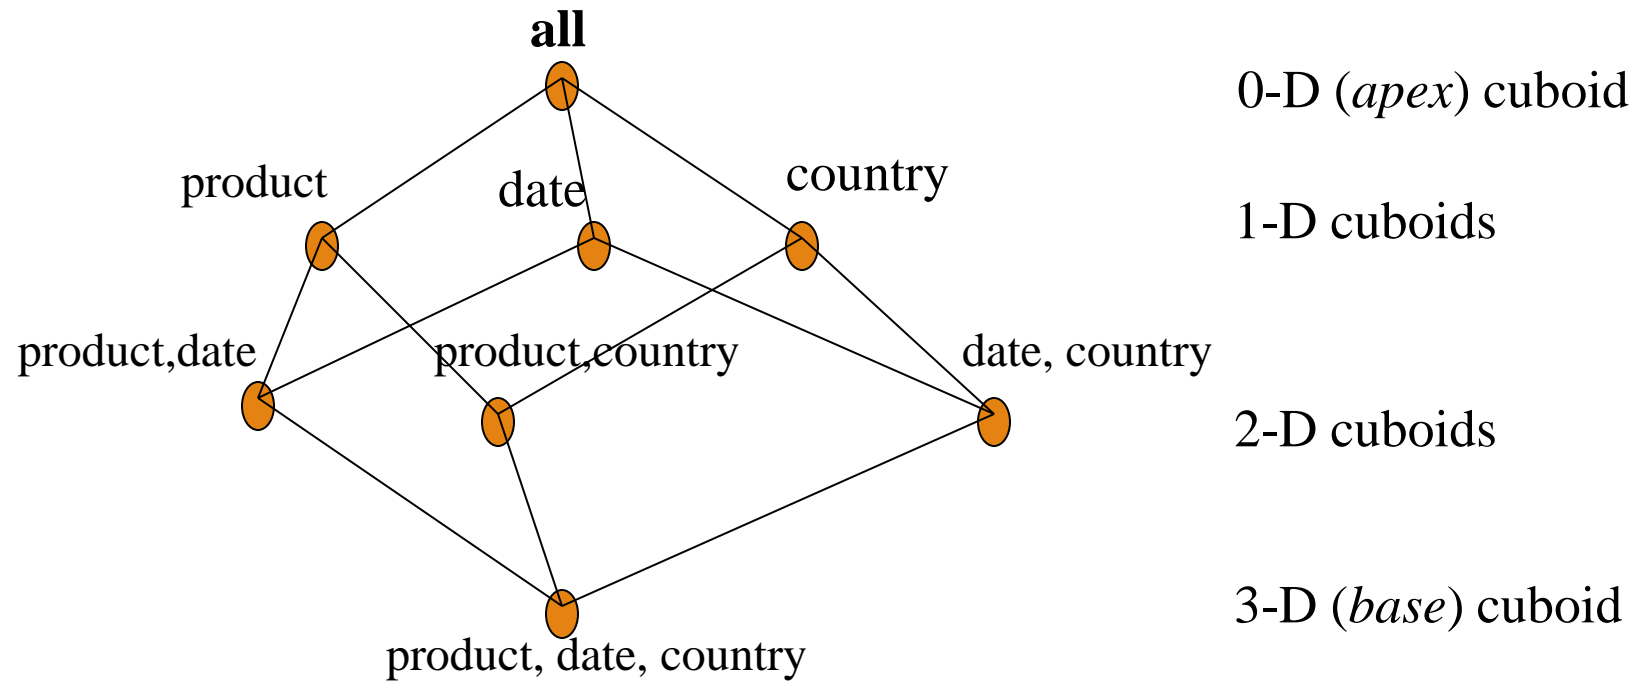 all
0-D (apex) cuboid
product
date
country
1-D cuboids
product,date
product,country
date, country
2-D cuboids
3-D (base) cuboid
product, date, country